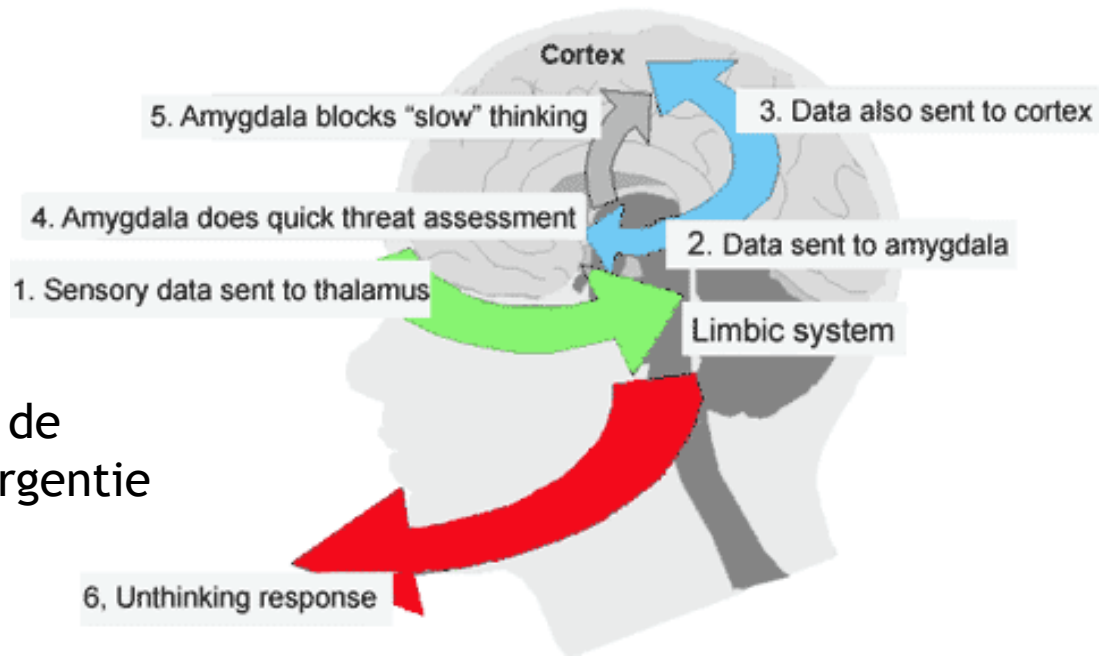 Cortex
5. Amygdala blocks “slow” thinking
3. Data also sent to cortex
4. Amygdala does quick threat assessment
2. Data sent to amygdala
1. Sensory data sent to thalamus
Limbic system
de
rgentie
6, Unthinking response